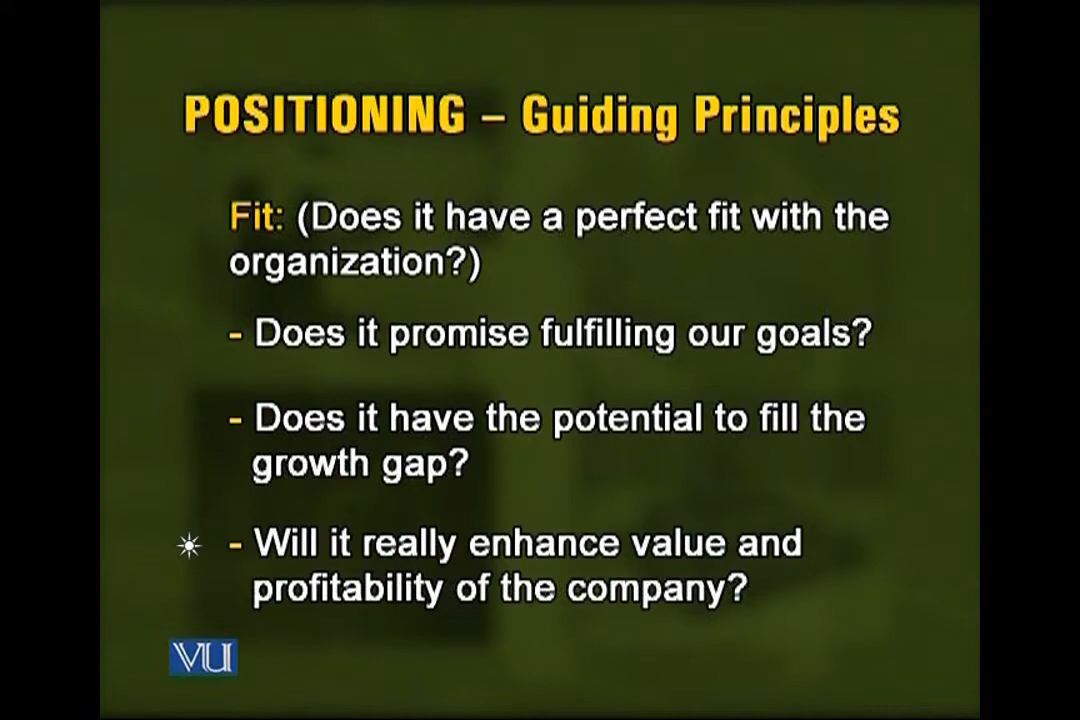 POSITIONING – Guiding Principles
Fit: (Does it have a perfect fit with the
organization?)
- Does it promise fulfilling our goals?
- Does it have the potential to fill the
growth gap?
- Will it really enhance value and
profitability of the company?
VU